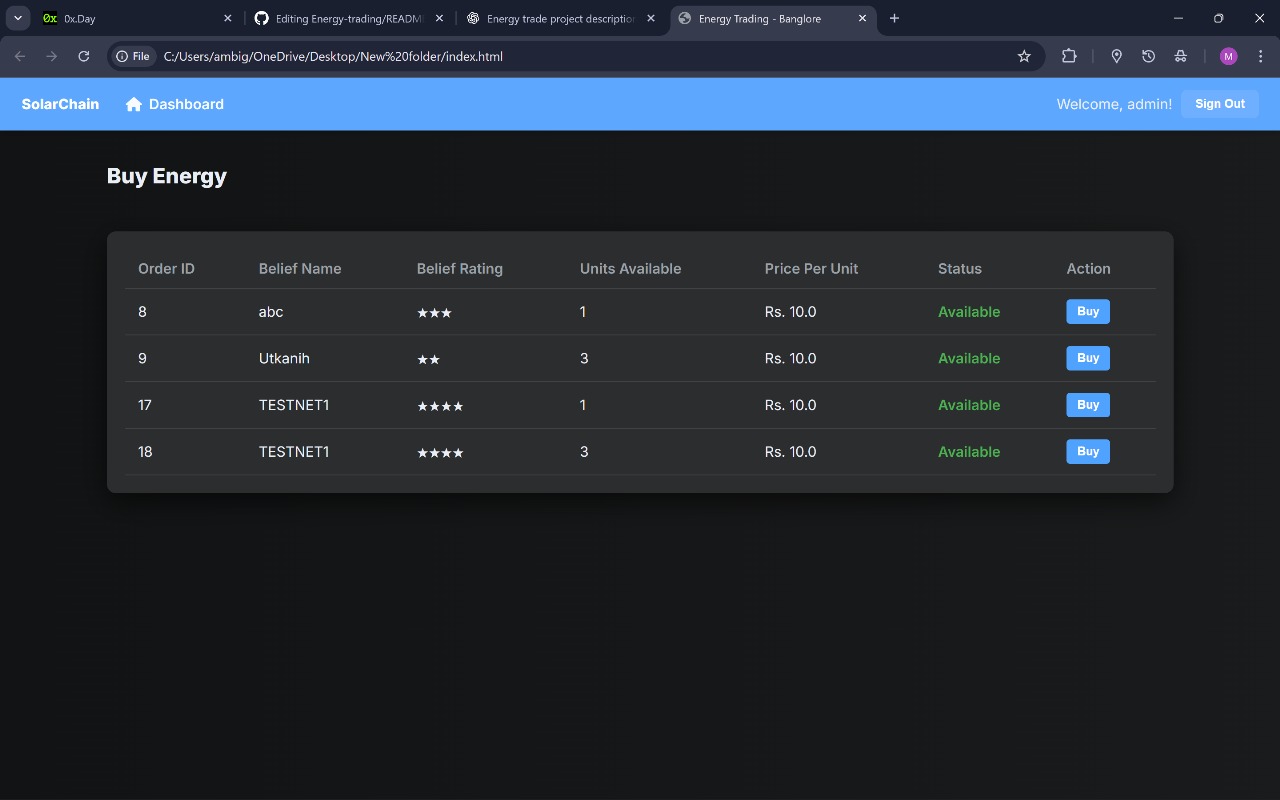 0x 0x.Day
Editing Energy-trading/READM
Energy trade project description
Energy Trading - Banglore
File C:/Users/ambig/OneDrive/Desktop/New%20folder/index.html M
SolarChain Dashboard Welcome, admin! Sign Out
Buy Energy
Order ID Belief Name Belief Rating Units Available Price Per Unit Status Action
8 abc ★★★ 1 Rs. 10.0 Available Buy
9 Utkanih ★★ 3 Rs. 10.0 Available Buy
17 TESTNET1 ★★★★ 1 Rs. 10.0 Available Buy
18 TESTNET1 ★★★★ 3 Rs. 10.0 Available Buy